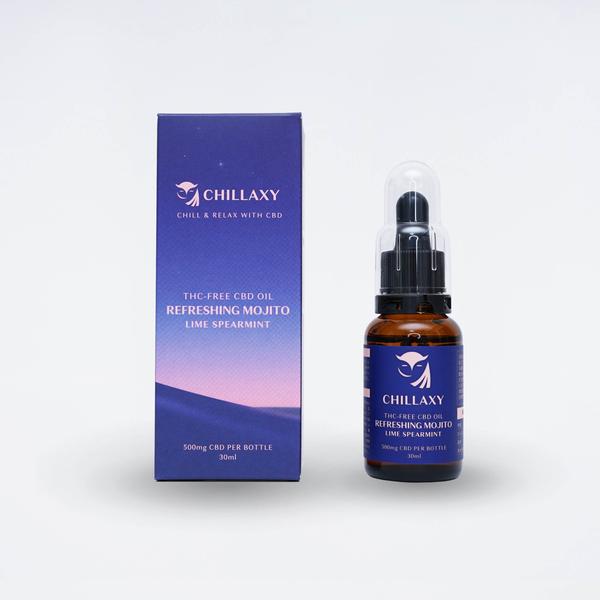 CHILLAXY
CHILL & RELAX WITH CBD
THC-FREE CBD OIL
REFRESHING MOJITO
LIME SPEARMINT
500mg CBD PER BOTTLE
30ml
CHILLAXY
THC-FREE CBD OIL
REFRESHING MOJITO
LIME SPEARMINT
500mg CBD PER BOTTLE
30ml